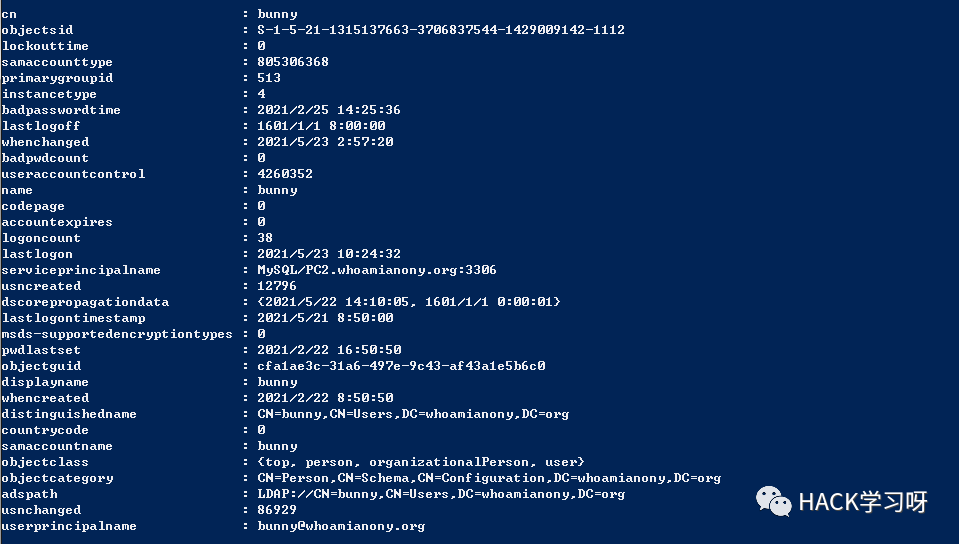 cn : bunny
objectsid : S-1-5-21-1315137663-3706837544-1429009142-1112
lockouttime : 0
samaccounttype : 805306368
primarygroupid : 513
instancetype : 4
badpasswordtime : 2021/2/25 14:25:36
lastlogoff : 1601/1/1 8:00:00
whenchanged : 2021/5/23 2:57:20
badpwdcount : 0
useraccountcontrol : 4260352
name : bunny
codepage : 0
accountexpires : 0
logoncount : 38
lastlogon : 2021/5/23 10:24:32
serviceprincipalname : MySQL/PC2.whoamianony.org:3306
usncreated : 12796
dscorepropagationdata : {2021/5/22 14:10:05, 1601/1/1 0:00:01}
lastlogontimestamp : 2021/5/21 8:50:00
msds-supportedencryptiontypes : 0
pwdlastset : 2021/2/22 16:50:50
objectguid : cfa1ae3c-31a6-497e-9c43-af43a1e5b6c0
displayname : bunny
whencreated : 2021/2/22 8:50:50
distinguishedname : CN=bunny,CN=Users,DC=whoamianony,DC=org
countrycode : 0
samaccountname : bunny
objectclass : {top, person, organizationalPerson, user}
objectcategory : CN=Person,CN=Schema,CN=Configuration,DC=whoamianony,DC=org
adspath : LDAP://CN=bunny,CN=Users,DC=whoamianony,DC=org
usnchanged : 86929
userprincipalname : bunny@whoamianony.org
HACK学习呀